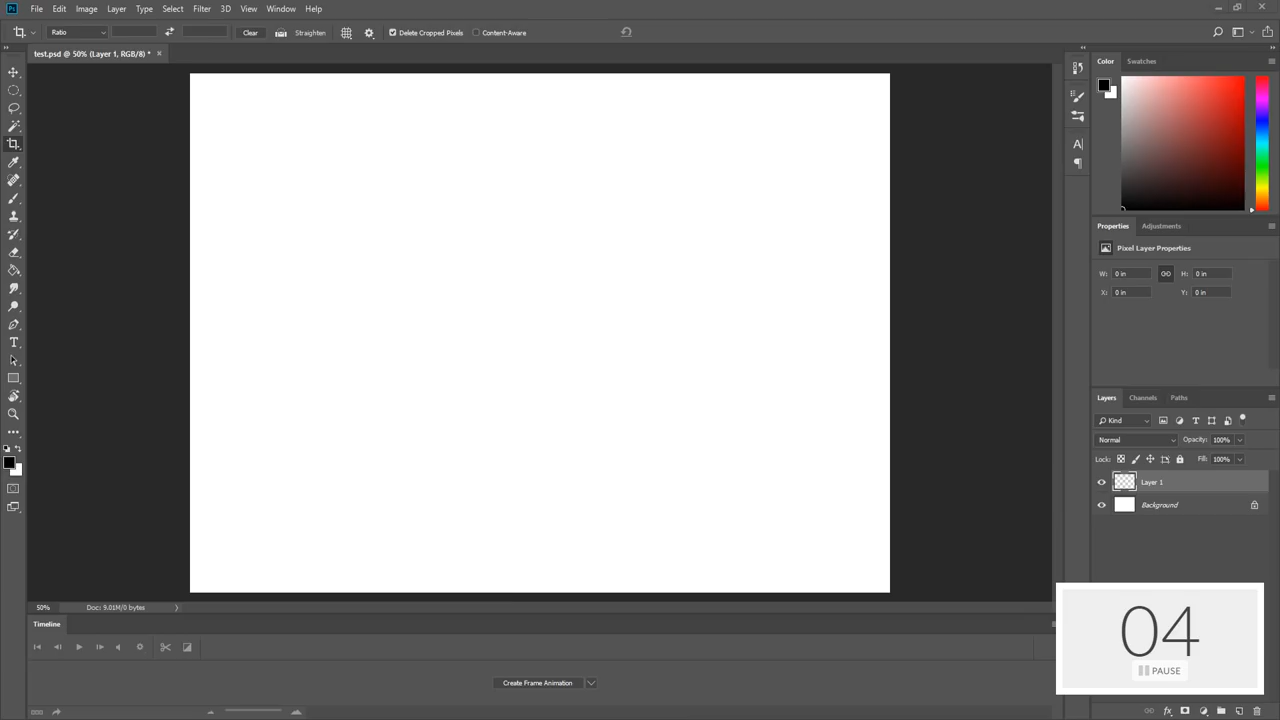 Ps File Edit Image Layer Type Select Filter 3D View Window Help
Ratio Clear Straighten Delete Cropped Pixels Content-Aware
test.psd @ 50% (Layer 1, RGB/8) *
Color Swatches
Properties Adjustments
Pixel Layer Properties
W: 0 in H: 0 in
X: 0 in Y: 0 in
Layers Channels Paths
Kind
Normal Opacity: 100%
Lock: Fill: 100%
Layer 1
Background
50% Doc: 9.01M/0 bytes
Timeline
04
PAUSE
Create Frame Animation